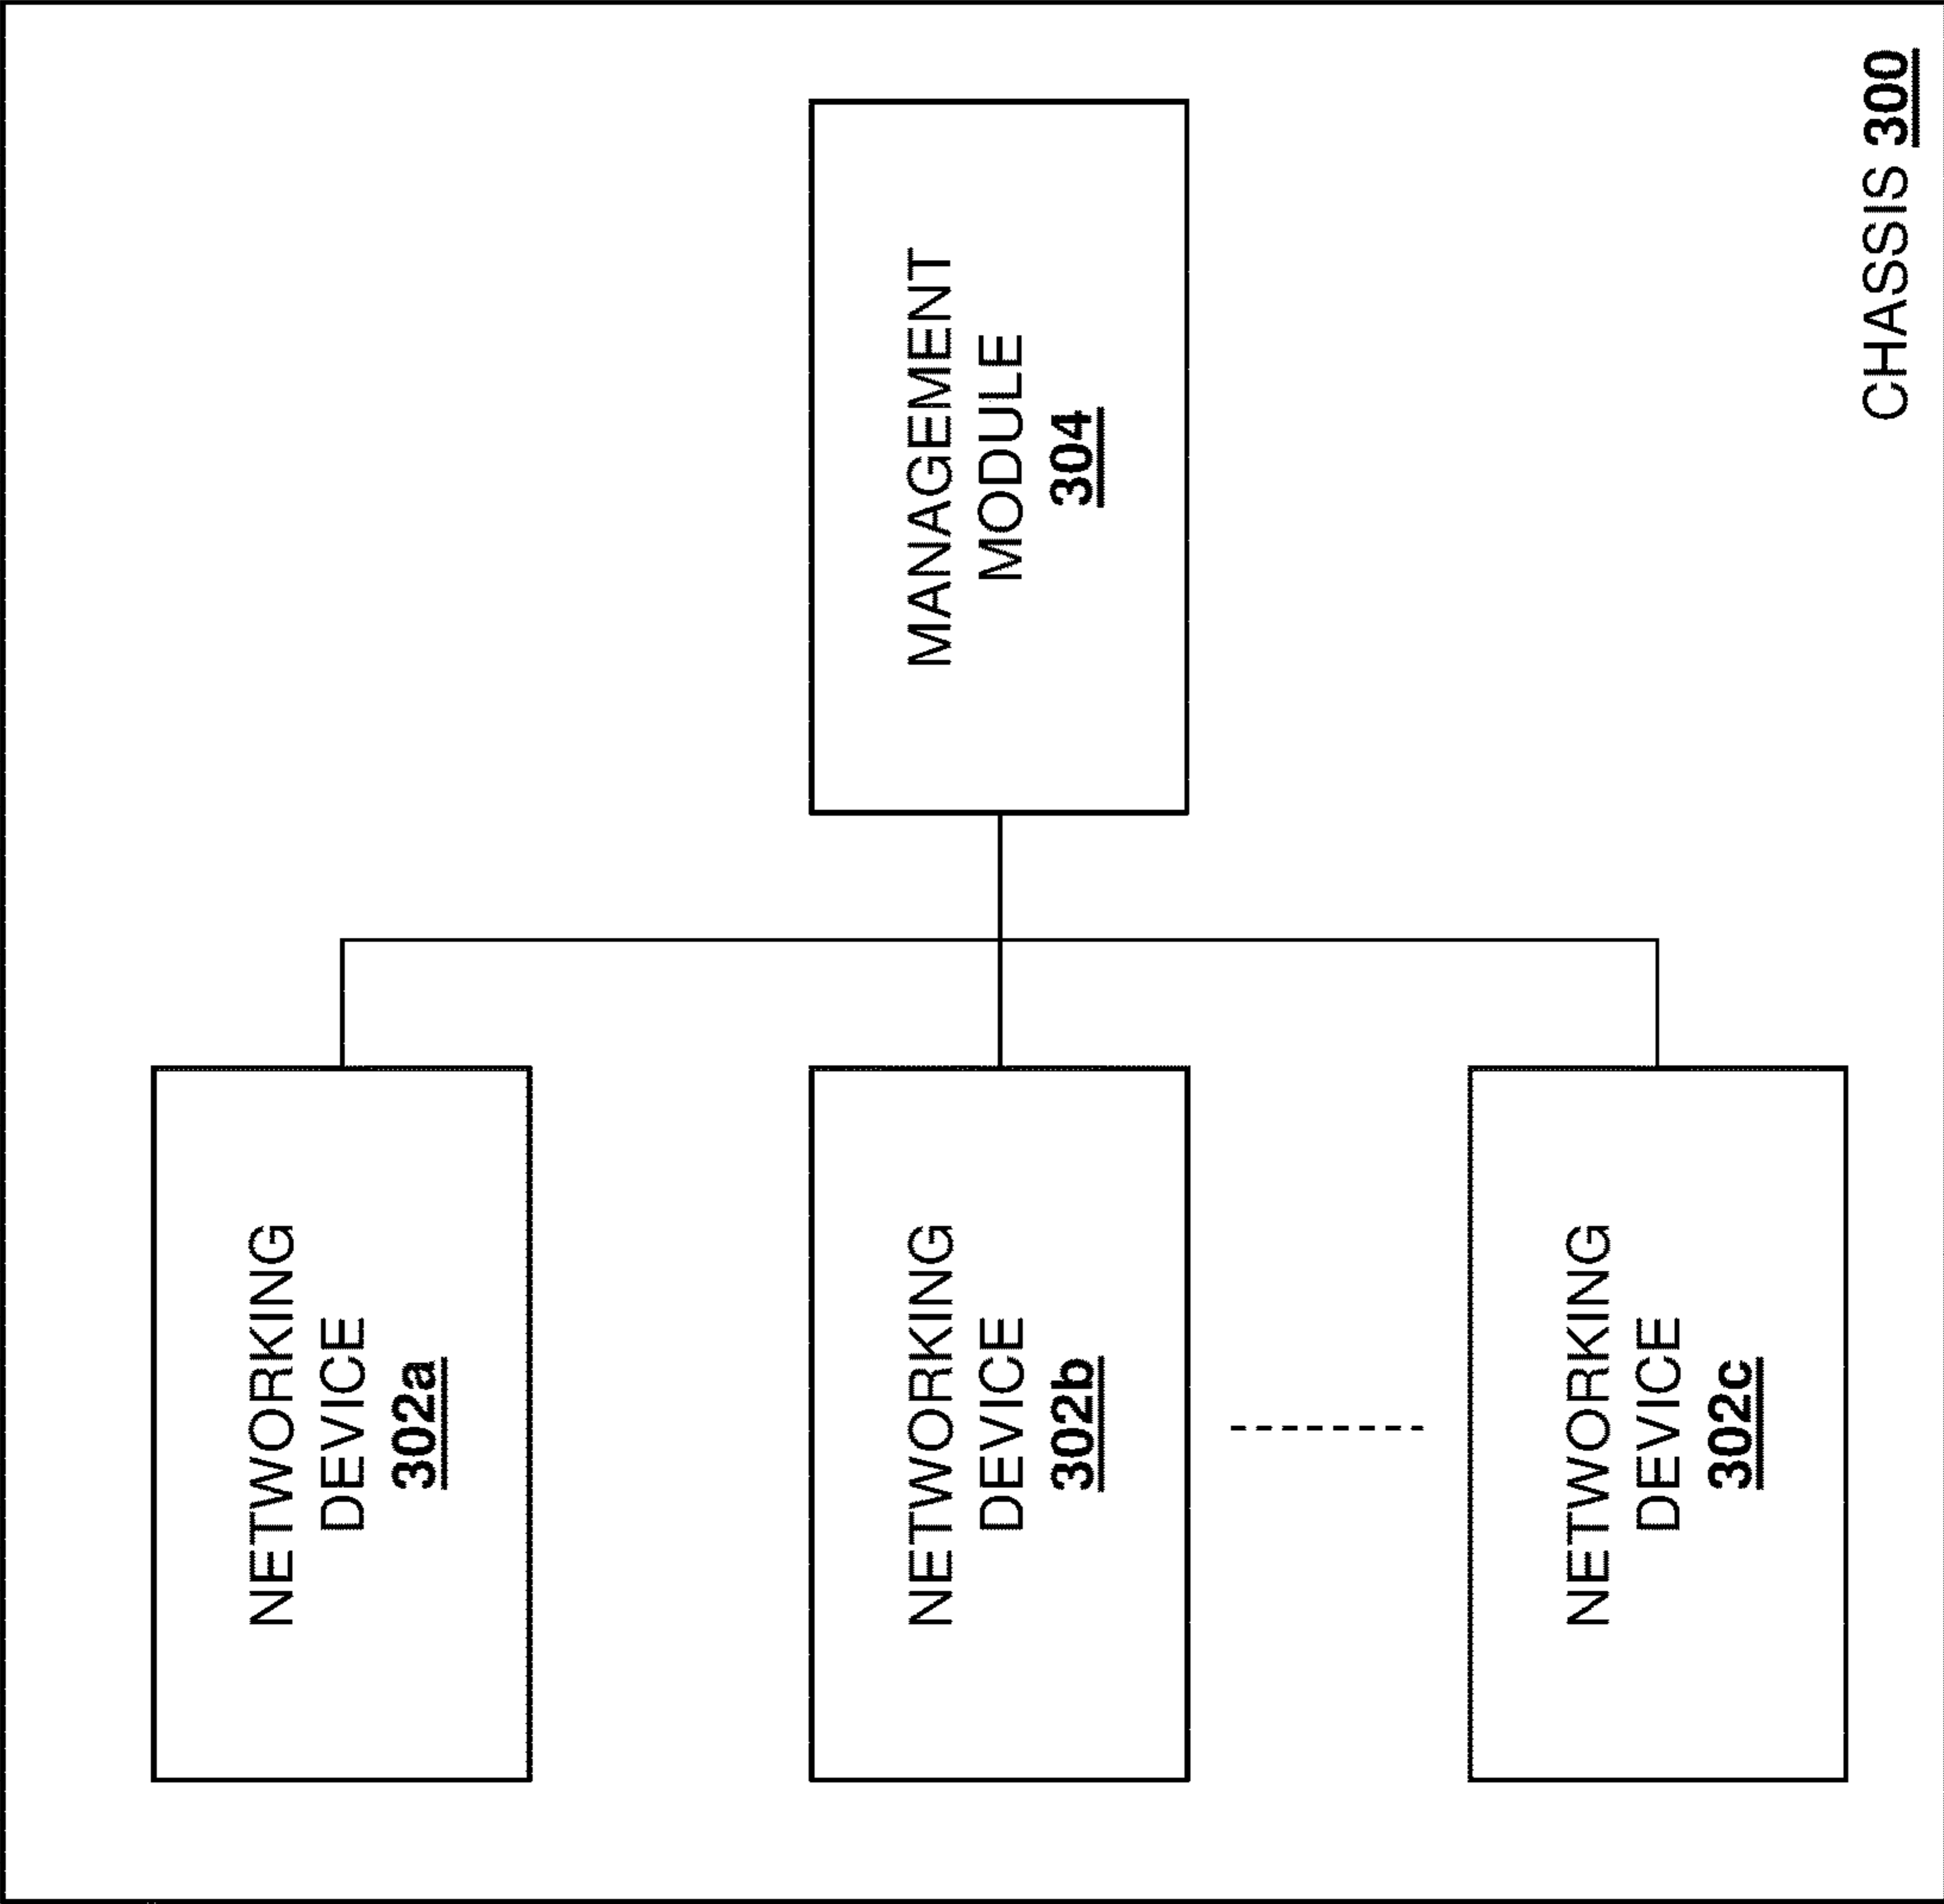 NETWORKING
DEVICE
302a
NETWORKING
DEVICE
302b
NETWORKING
DEVICE
302c
MANAGEMENT
MODULE
304
CHASSIS 300